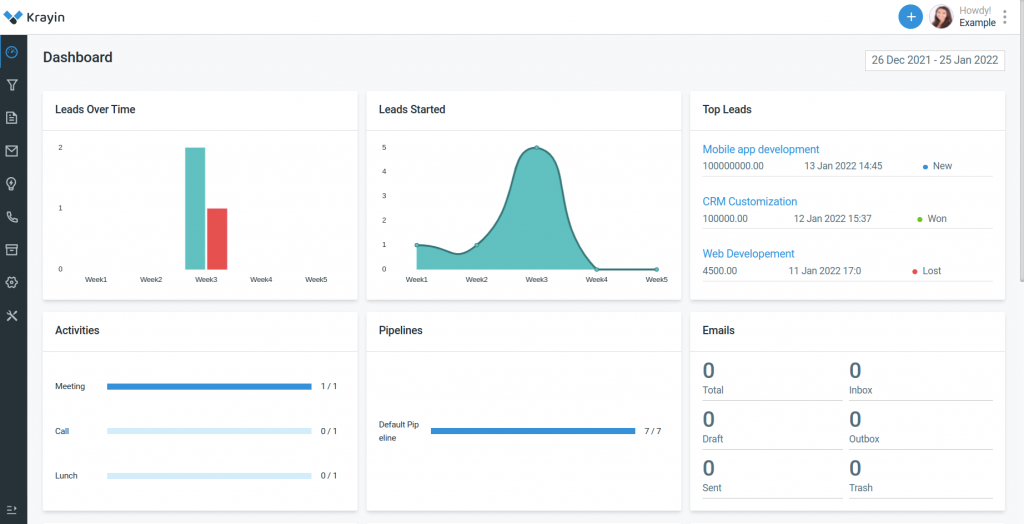 Krayin
Howdy!
Example
Dashboard
26 Dec 2021 - 25 Jan 2022
Leads Over Time
2
1
0
Week1 Week2 Week3 Week4 Week5
Leads Started
5
4
3
2
1
0
Week1 Week2 Week3 Week4 Week5
Top Leads
Mobile app development
100000000.00 13 Jan 2022 14:45 New
CRM Customization
100000.00 12 Jan 2022 15:37 Won
Web Developement
4500.00 11 Jan 2022 17:0 Lost
Activities
Meeting 1 / 1
Call 0 / 1
Lunch 0 / 1
Pipelines
Default Pip
eline
7 / 7
Emails
0 0
Total Inbox
0 0
Draft Outbox
0 0
Sent Trash